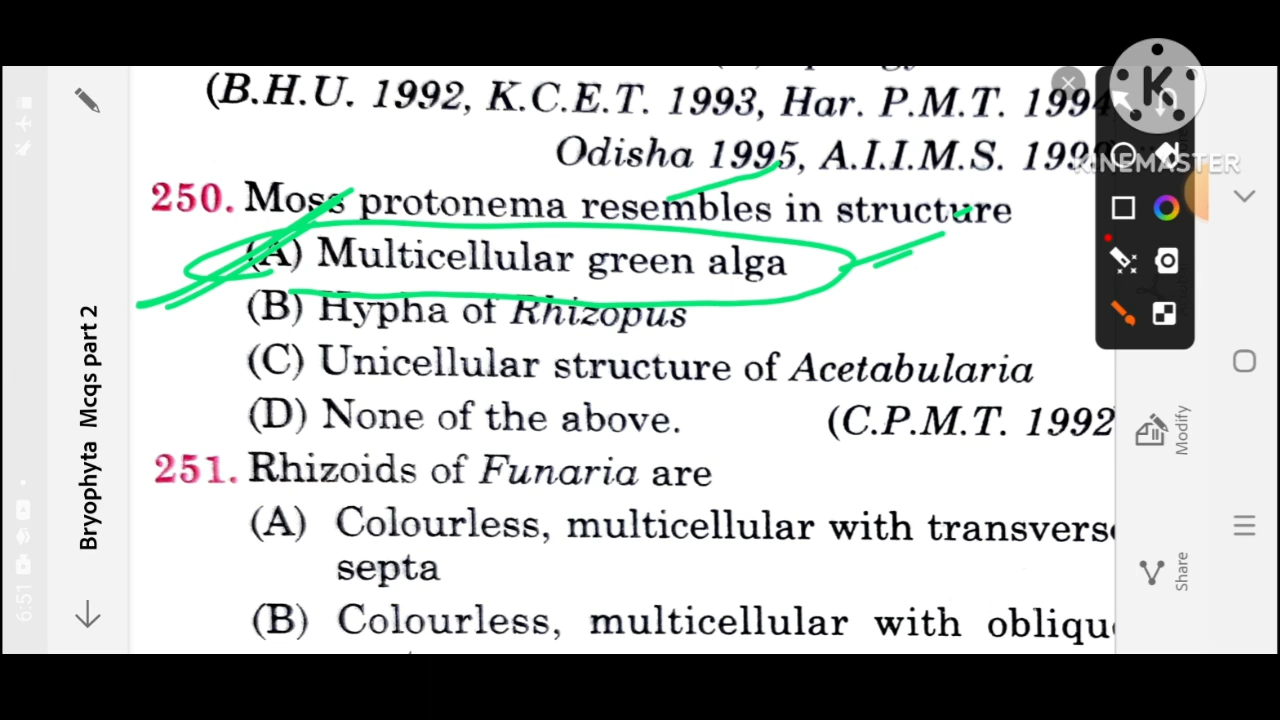 (B.H.U. 1992, K.C.E.T. 1993, Har. P.M.T. 1994
Odisha 1995, A.I.I.M.S. 199
KINEMASTER
250. Moss protonema resembles in structure
(A) Multicellular green alga
(B) Hypha of Rhizopus
(C) Unicellular structure of Acetabularia
(D) None of the above. (C.P.M.T. 1992
251. Rhizoids of Funaria are
(A) Colourless, multicellular with transverse
septa
(B) Colourless, multicellular with obliqu
Bryophyta Mcqs part 2
Modify
Share
6:51